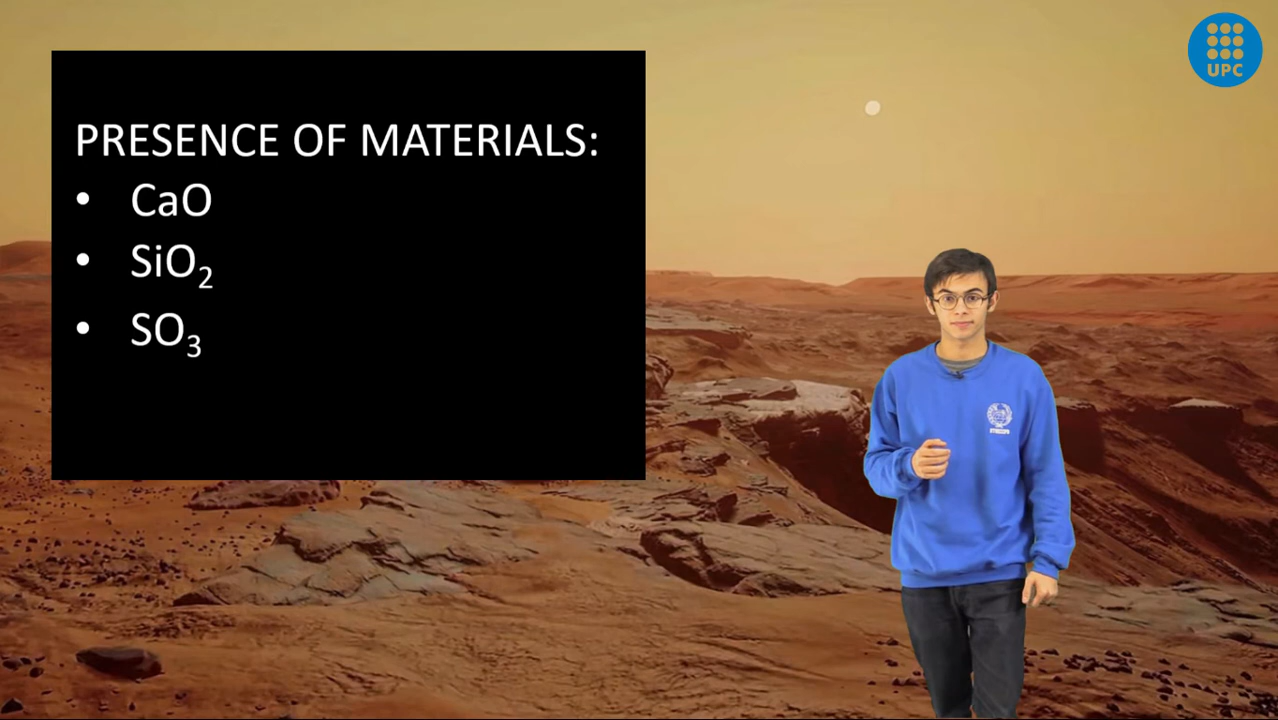 PRESENCE OF MATERIALS:
• CaO
• SiO₂
• SO₃
UPC